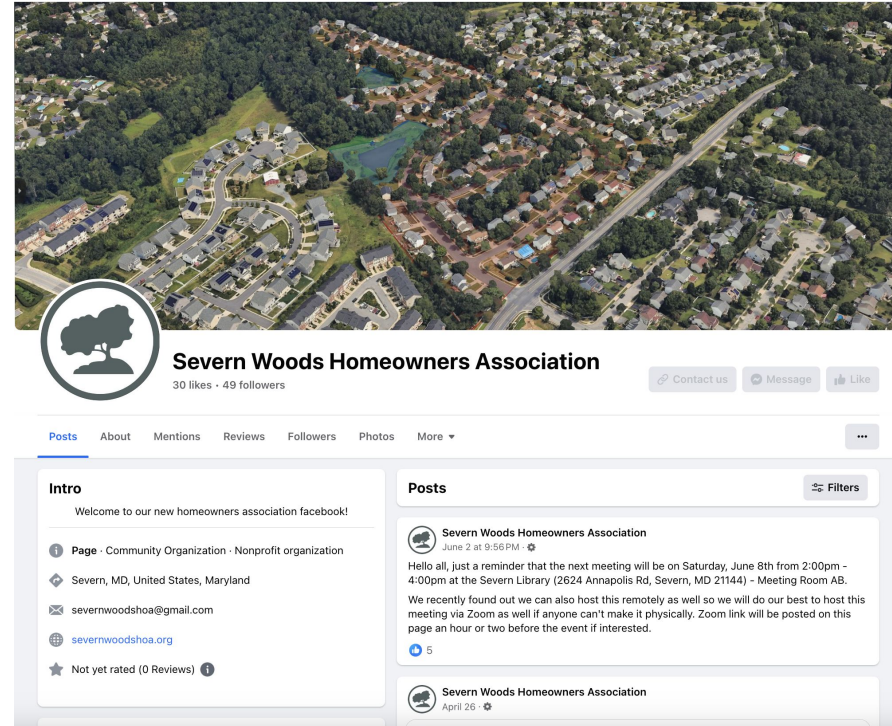 Severn Woods Homeowners Association
30 likes · 49 followers
Contact us
Message
Like
Posts
About
Mentions
Reviews
Followers
Photos
More
Intro
Welcome to our new homeowners association facebook!
Page · Community Organization · Nonprofit organization
Severn, MD, United States, Maryland
severnwoodshoa@gmail.com
severnwoodshoa.org
Not yet rated (0 Reviews)
Posts
Filters
Severn Woods Homeowners Association
June 2 at 9:56 PM ·
Hello all, just a reminder that the next meeting will be on Saturday, June 8th from 2:00pm -
4:00pm at the Severn Library (2624 Annapolis Rd, Severn, MD 21144) - Meeting Room AB.
We recently found out we can also host this remotely as well so we will do our best to host this
meeting via Zoom as well if anyone can't make it physically. Zoom link will be posted on this
page an hour or two before the event if interested.
5
Severn Woods Homeowners Association
April 26 ·